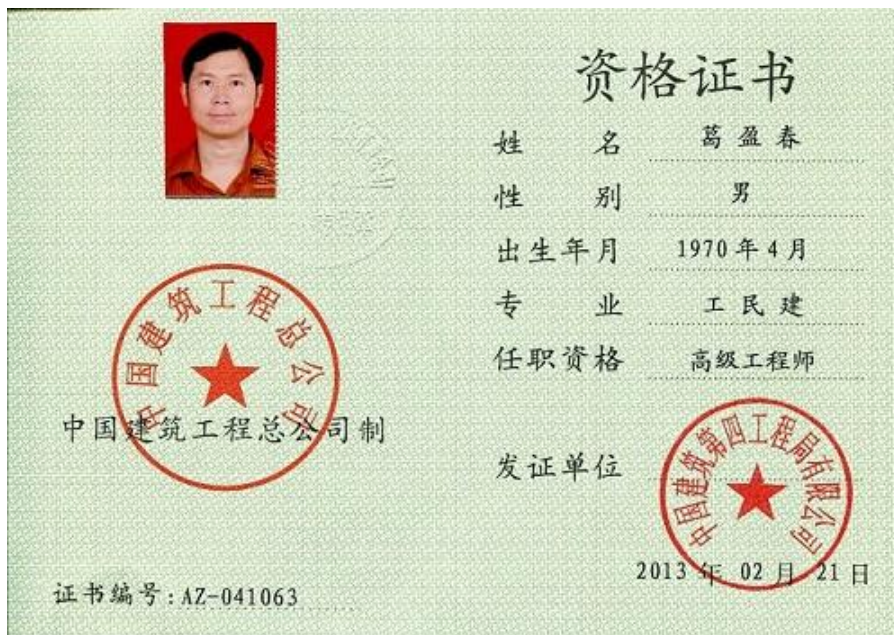 资格证书
姓名 葛盈春
性别 男
出生年月 1970年4月
专业 工民建
任职资格 高级工程师
发证单位
中国建筑第四工程局有限公司
2013年02月21日
中国建筑工程总公司
中国建筑工程总公司制
证书编号:AZ-041063